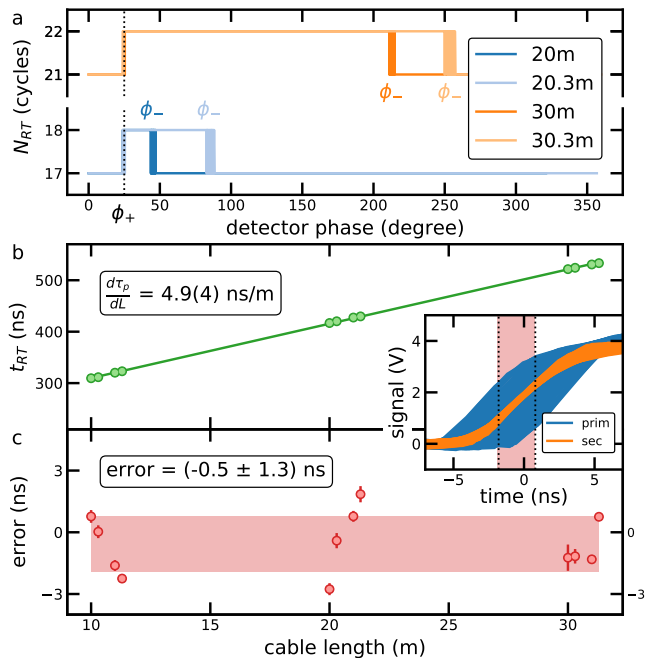 a
N_RT (cycles)
22
21
18
17
ϕ₋
ϕ₋
ϕ₋
ϕ₋
20m
20.3m
30m
30.3m
0
50
100
150
200
250
300
350
ϕ₊
detector phase (degree)
b
t_RT (ns)
500
400
300
dτ_p/dL = 4.9(4) ns/m
signal (V)
4
2
0
prim
sec
−5
0
5
time (ns)
c
error (ns)
3
0
−3
error = (-0.5 ± 1.3) ns
0
−3
10
15
20
25
30
cable length (m)